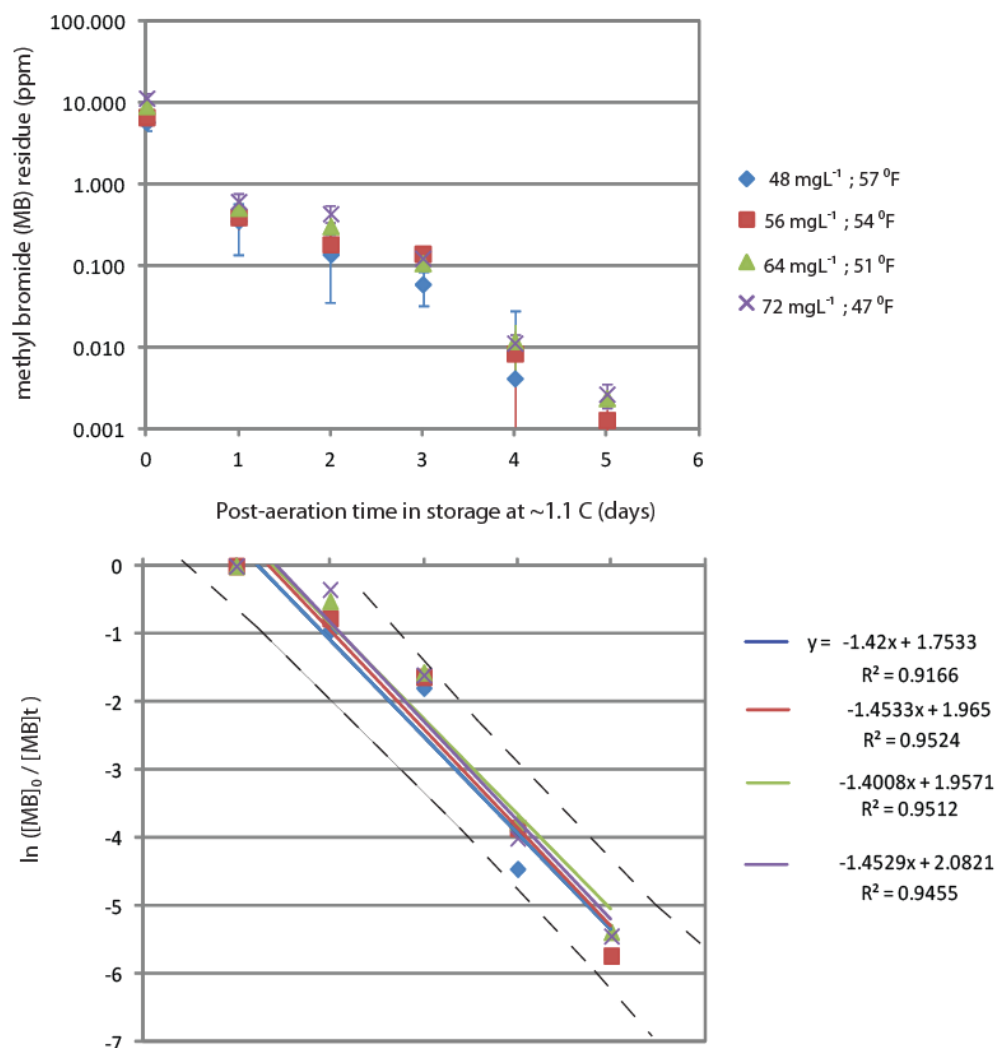 methyl bromide (MB) residue (ppm)
100.000
10.000
1.000
0.100
0.010
0.001
0 1 2 3 4 5 6
Post-aeration time in storage at ~1.1 C (days)
48 mgL⁻¹ ; 57 ⁰F
56 mgL⁻¹ ; 54 ⁰F
64 mgL⁻¹ ; 51 ⁰F
72 mgL⁻¹ ; 47 ⁰F
ln ([MB]₀ / [MB]t )
0
-1
-2
-3
-4
-5
-6
-7
y = -1.42x + 1.7533
R² = 0.9166
-1.4533x + 1.965
R² = 0.9524
-1.4008x + 1.9571
R² = 0.9512
-1.4529x + 2.0821
R² = 0.9455